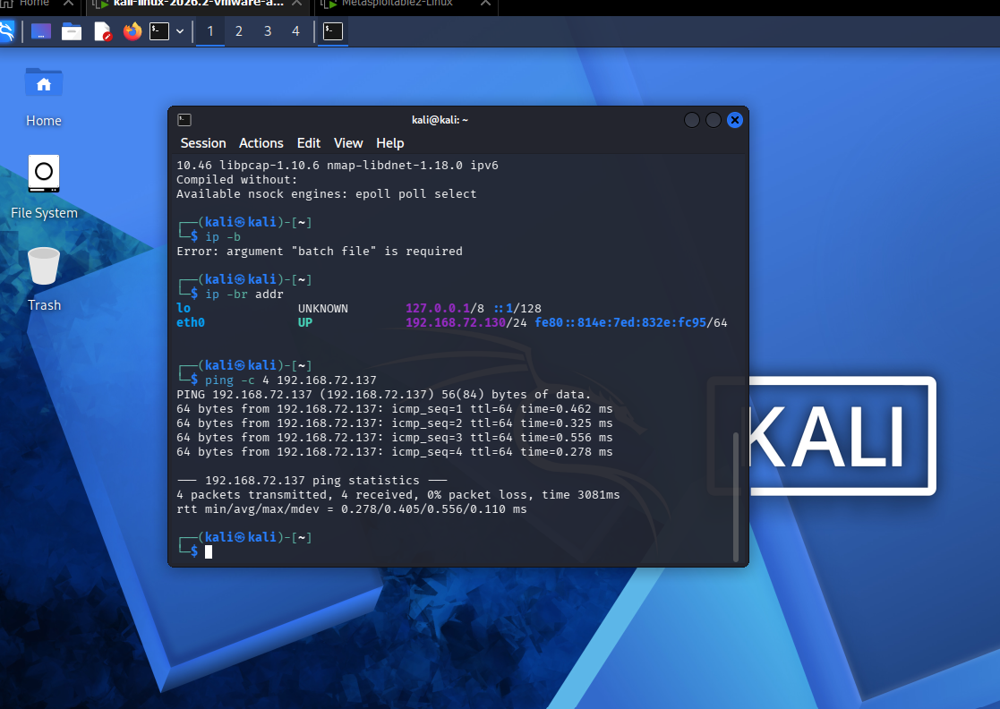 Home
kali-linux-2026.2-vmware-a...
Metasploitable2-Linux
1 2 3 4
Home
File System
Trash
kali@kali: ~
Session Actions Edit View Help
10.46 libpcap-1.10.6 nmap-libdnet-1.18.0 ipv6
Compiled without:
Available nsock engines: epoll poll select
┌──(kali㉿kali)-[~]
└─$ ip -b
Error: argument "batch file" is required
┌──(kali㉿kali)-[~]
└─$ ip -br addr
lo UNKNOWN 127.0.0.1/8 ::1/128
eth0 UP 192.168.72.130/24 fe80::814e:7ed:832e:fc95/64
┌──(kali㉿kali)-[~]
└─$ ping -c 4 192.168.72.137
PING 192.168.72.137 (192.168.72.137) 56(84) bytes of data.
64 bytes from 192.168.72.137: icmp_seq=1 ttl=64 time=0.462 ms
64 bytes from 192.168.72.137: icmp_seq=2 ttl=64 time=0.325 ms
64 bytes from 192.168.72.137: icmp_seq=3 ttl=64 time=0.556 ms
64 bytes from 192.168.72.137: icmp_seq=4 ttl=64 time=0.278 ms
--- 192.168.72.137 ping statistics ---
4 packets transmitted, 4 received, 0% packet loss, time 3081ms
rtt min/avg/max/mdev = 0.278/0.405/0.556/0.110 ms
┌──(kali㉿kali)-[~]
└─$
KALI